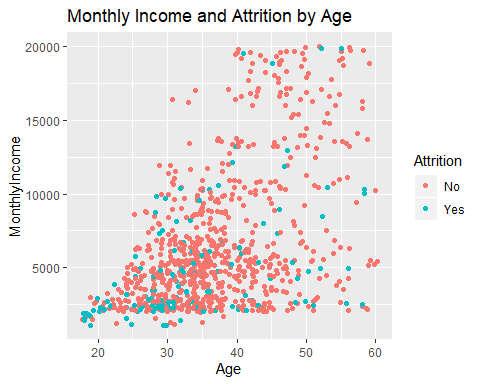 Monthly Income and Attrition by Age
20000
15000
10000
5000
MonthlyIncome
20
30
40
50
60
Age
Attrition
No
Yes